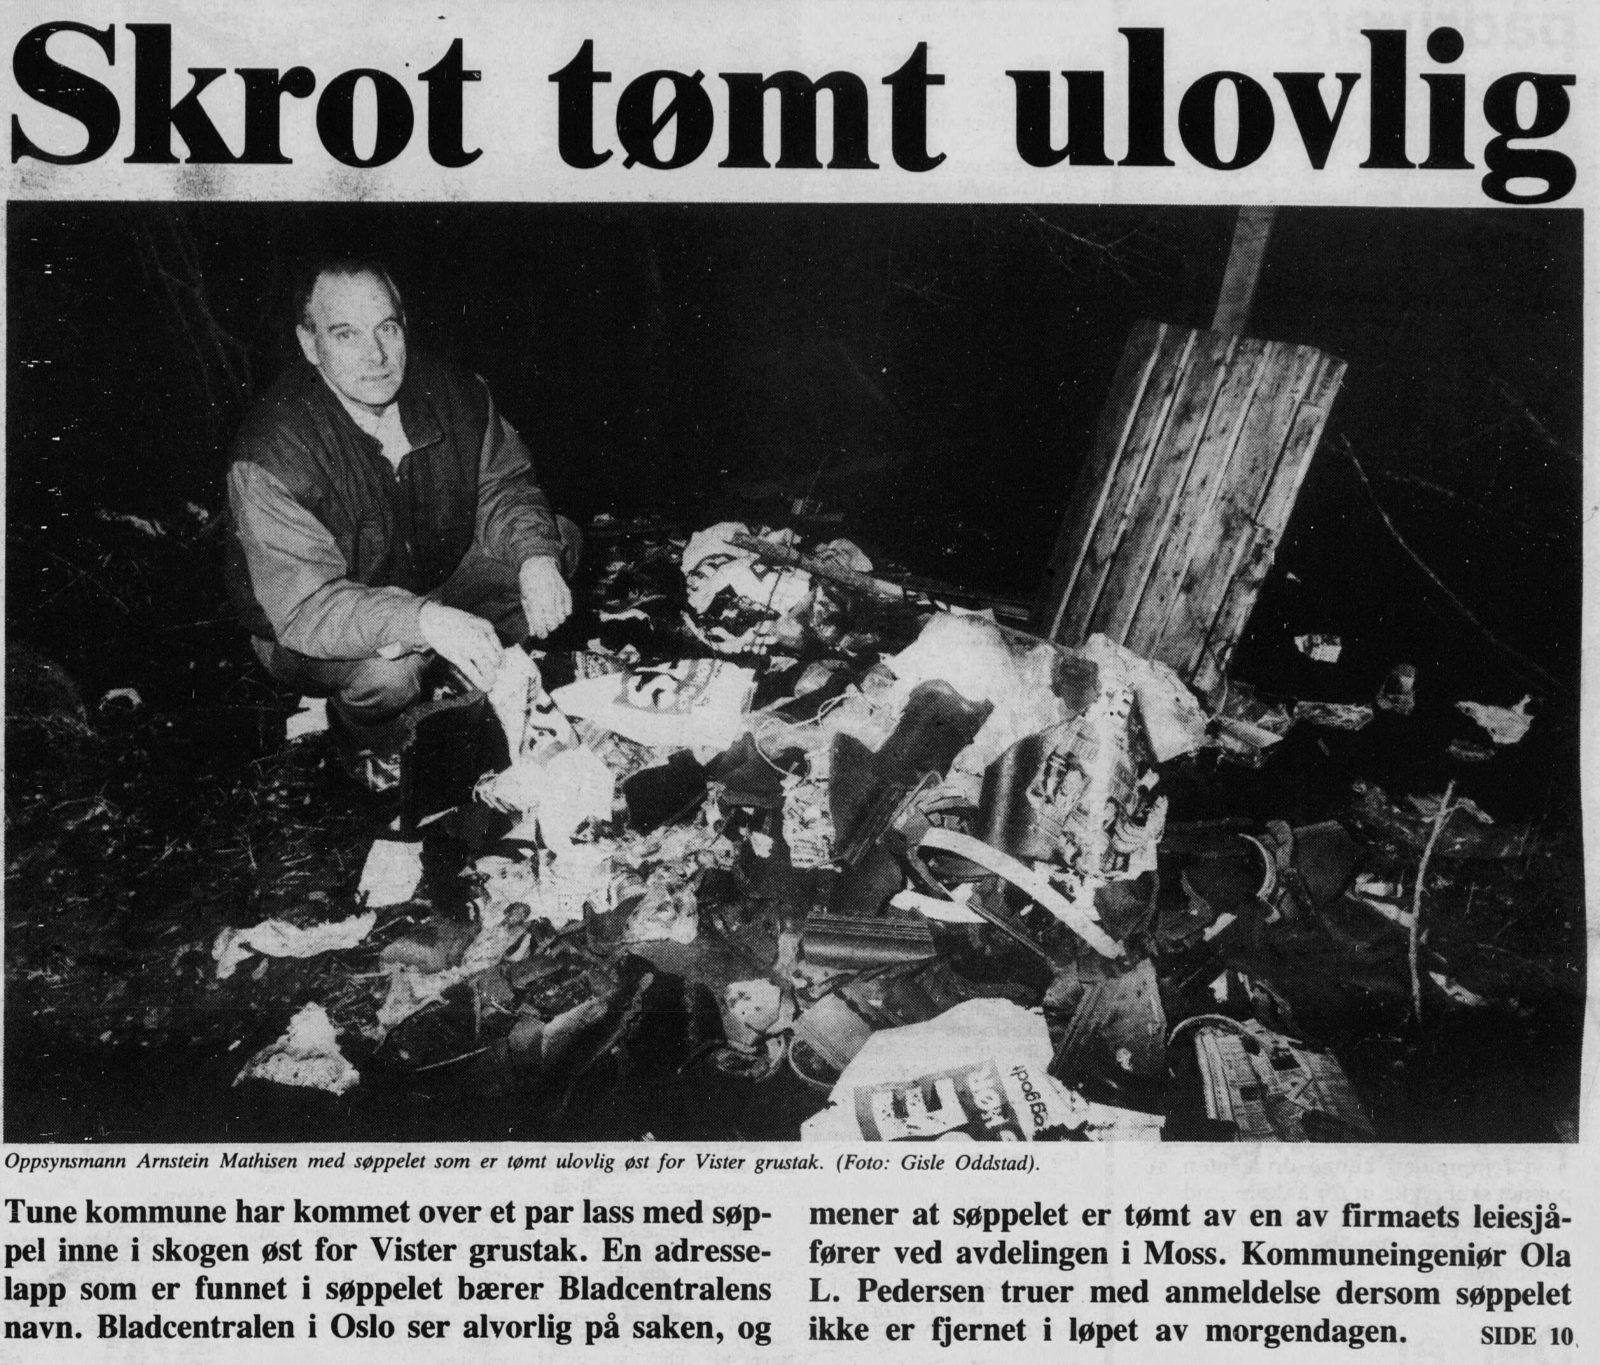 Skrot tømt ulovlig
Oppsynsmann Arnstein Mathisen med søppelet som er tømt ulovlig øst for Vister grustak. (Foto: Gisle Oddstad).
Tune kommune har kommet over et par lass med søp-
pel inne i skogen øst for Vister grustak. En adresse-
lapp som er funnet i søppelet bærer Bladcentralens
navn. Bladcentralen i Oslo ser alvorlig på saken, og
mener at søppelet er tømt av en av firmaets leiesjå-
fører ved avdelingen i Moss. Kommuneingeniør Ola
L. Pedersen truer med anmeldelse dersom søppelet
ikke er fjernet i løpet av morgendagen. SIDE 10